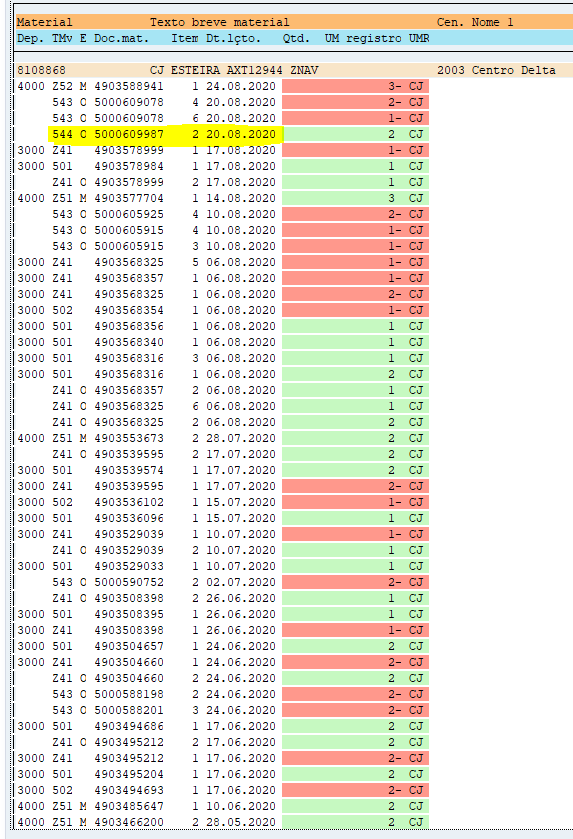 Material Texto breve material Cen. Nome 1
Dep. TMv E Doc.mat. Item Dt.lçto. Qtd. UM registro UMR
8108868 CJ ESTEIRA AXT12944 ZNAV 2003 Centro Delta
4000 Z52 M 4903588941 1 24.08.2020 3- CJ
543 O 5000609078 4 20.08.2020 2- CJ
543 O 5000609078 6 20.08.2020 1- CJ
544 O 5000609987 2 20.08.2020 2 CJ
3000 Z41 4903578999 1 17.08.2020 1- CJ
3000 501 4903578984 1 17.08.2020 1 CJ
Z41 O 4903578999 2 17.08.2020 1 CJ
4000 Z51 M 4903577704 1 14.08.2020 3 CJ
543 O 5000605925 4 10.08.2020 2- CJ
543 O 5000605915 4 10.08.2020 1- CJ
543 O 5000605915 3 10.08.2020 1- CJ
3000 Z41 4903568325 5 06.08.2020 1- CJ
3000 Z41 4903568357 1 06.08.2020 1- CJ
3000 Z41 4903568325 1 06.08.2020 2- CJ
3000 502 4903568354 1 06.08.2020 1- CJ
3000 501 4903568356 1 06.08.2020 1 CJ
3000 501 4903568340 1 06.08.2020 1 CJ
3000 501 4903568316 3 06.08.2020 1 CJ
3000 501 4903568316 1 06.08.2020 2 CJ
Z41 O 4903568357 2 06.08.2020 1 CJ
Z41 O 4903568325 6 06.08.2020 1 CJ
Z41 O 4903568325 2 06.08.2020 2 CJ
4000 Z51 M 4903553673 2 28.07.2020 2 CJ
Z41 O 4903539595 2 17.07.2020 2 CJ
3000 501 4903539574 1 17.07.2020 2 CJ
3000 Z41 4903539595 1 17.07.2020 2- CJ
3000 502 4903536102 1 15.07.2020 1- CJ
3000 501 4903536096 1 15.07.2020 1 CJ
3000 Z41 4903529039 1 10.07.2020 1- CJ
Z41 O 4903529039 2 10.07.2020 1 CJ
3000 501 4903529033 1 10.07.2020 1 CJ
543 O 5000590752 2 02.07.2020 2- CJ
Z41 O 4903508398 2 26.06.2020 1 CJ
3000 501 4903508395 1 26.06.2020 1 CJ
3000 Z41 4903508398 1 26.06.2020 1- CJ
3000 501 4903504657 1 24.06.2020 2 CJ
3000 Z41 4903504660 1 24.06.2020 2- CJ
Z41 O 4903504660 2 24.06.2020 2 CJ
543 O 5000588198 2 24.06.2020 2- CJ
543 O 5000588201 3 24.06.2020 2- CJ
3000 501 4903494686 1 17.06.2020 2 CJ
Z41 O 4903495212 2 17.06.2020 2 CJ
3000 Z41 4903495212 1 17.06.2020 2- CJ
3000 501 4903495204 1 17.06.2020 2 CJ
3000 502 4903494693 1 17.06.2020 2- CJ
4000 Z51 M 4903485647 1 10.06.2020 2 CJ
4000 Z51 M 4903466200 2 28.05.2020 2 CJ